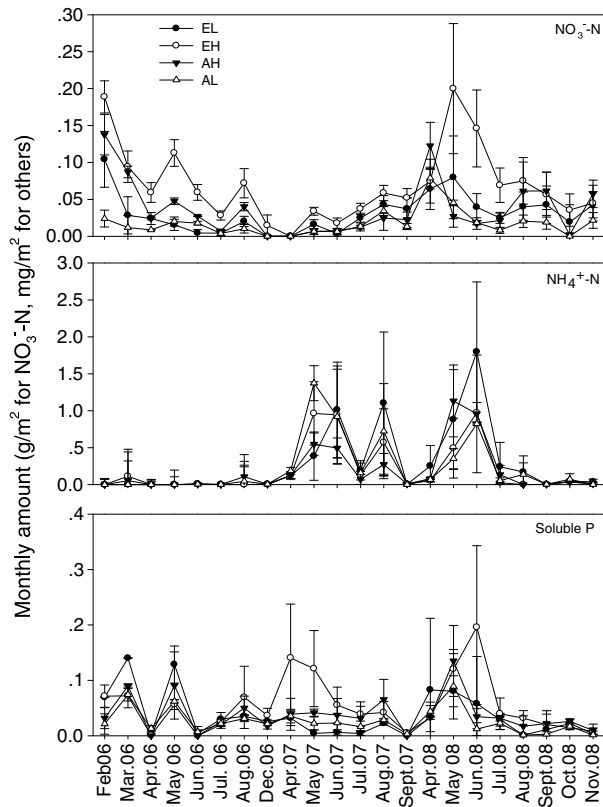 Monthly amount (g/m² for NO₃⁻-N, mg/m² for others)
.30
.25
.20
.15
.10
.05
0.00
EL
EH
AH
AL
NO₃⁻-N
3.0
2.5
2.0
1.5
1.0
.5
0.0
NH₄⁺-N
.4
.3
.2
.1
0.0
Soluble P
Feb06
Mar.06
Apr.06
May 06
Jun.06
Jul. 06
Aug.06
Dec.06
Apr.07
May 07
Jun.07
Jul.07
Aug.07
Sept.07
Apr.08
May 08
Jun.08
Jul.08
Aug.08
Sep.08
Oct.08
Nov.08